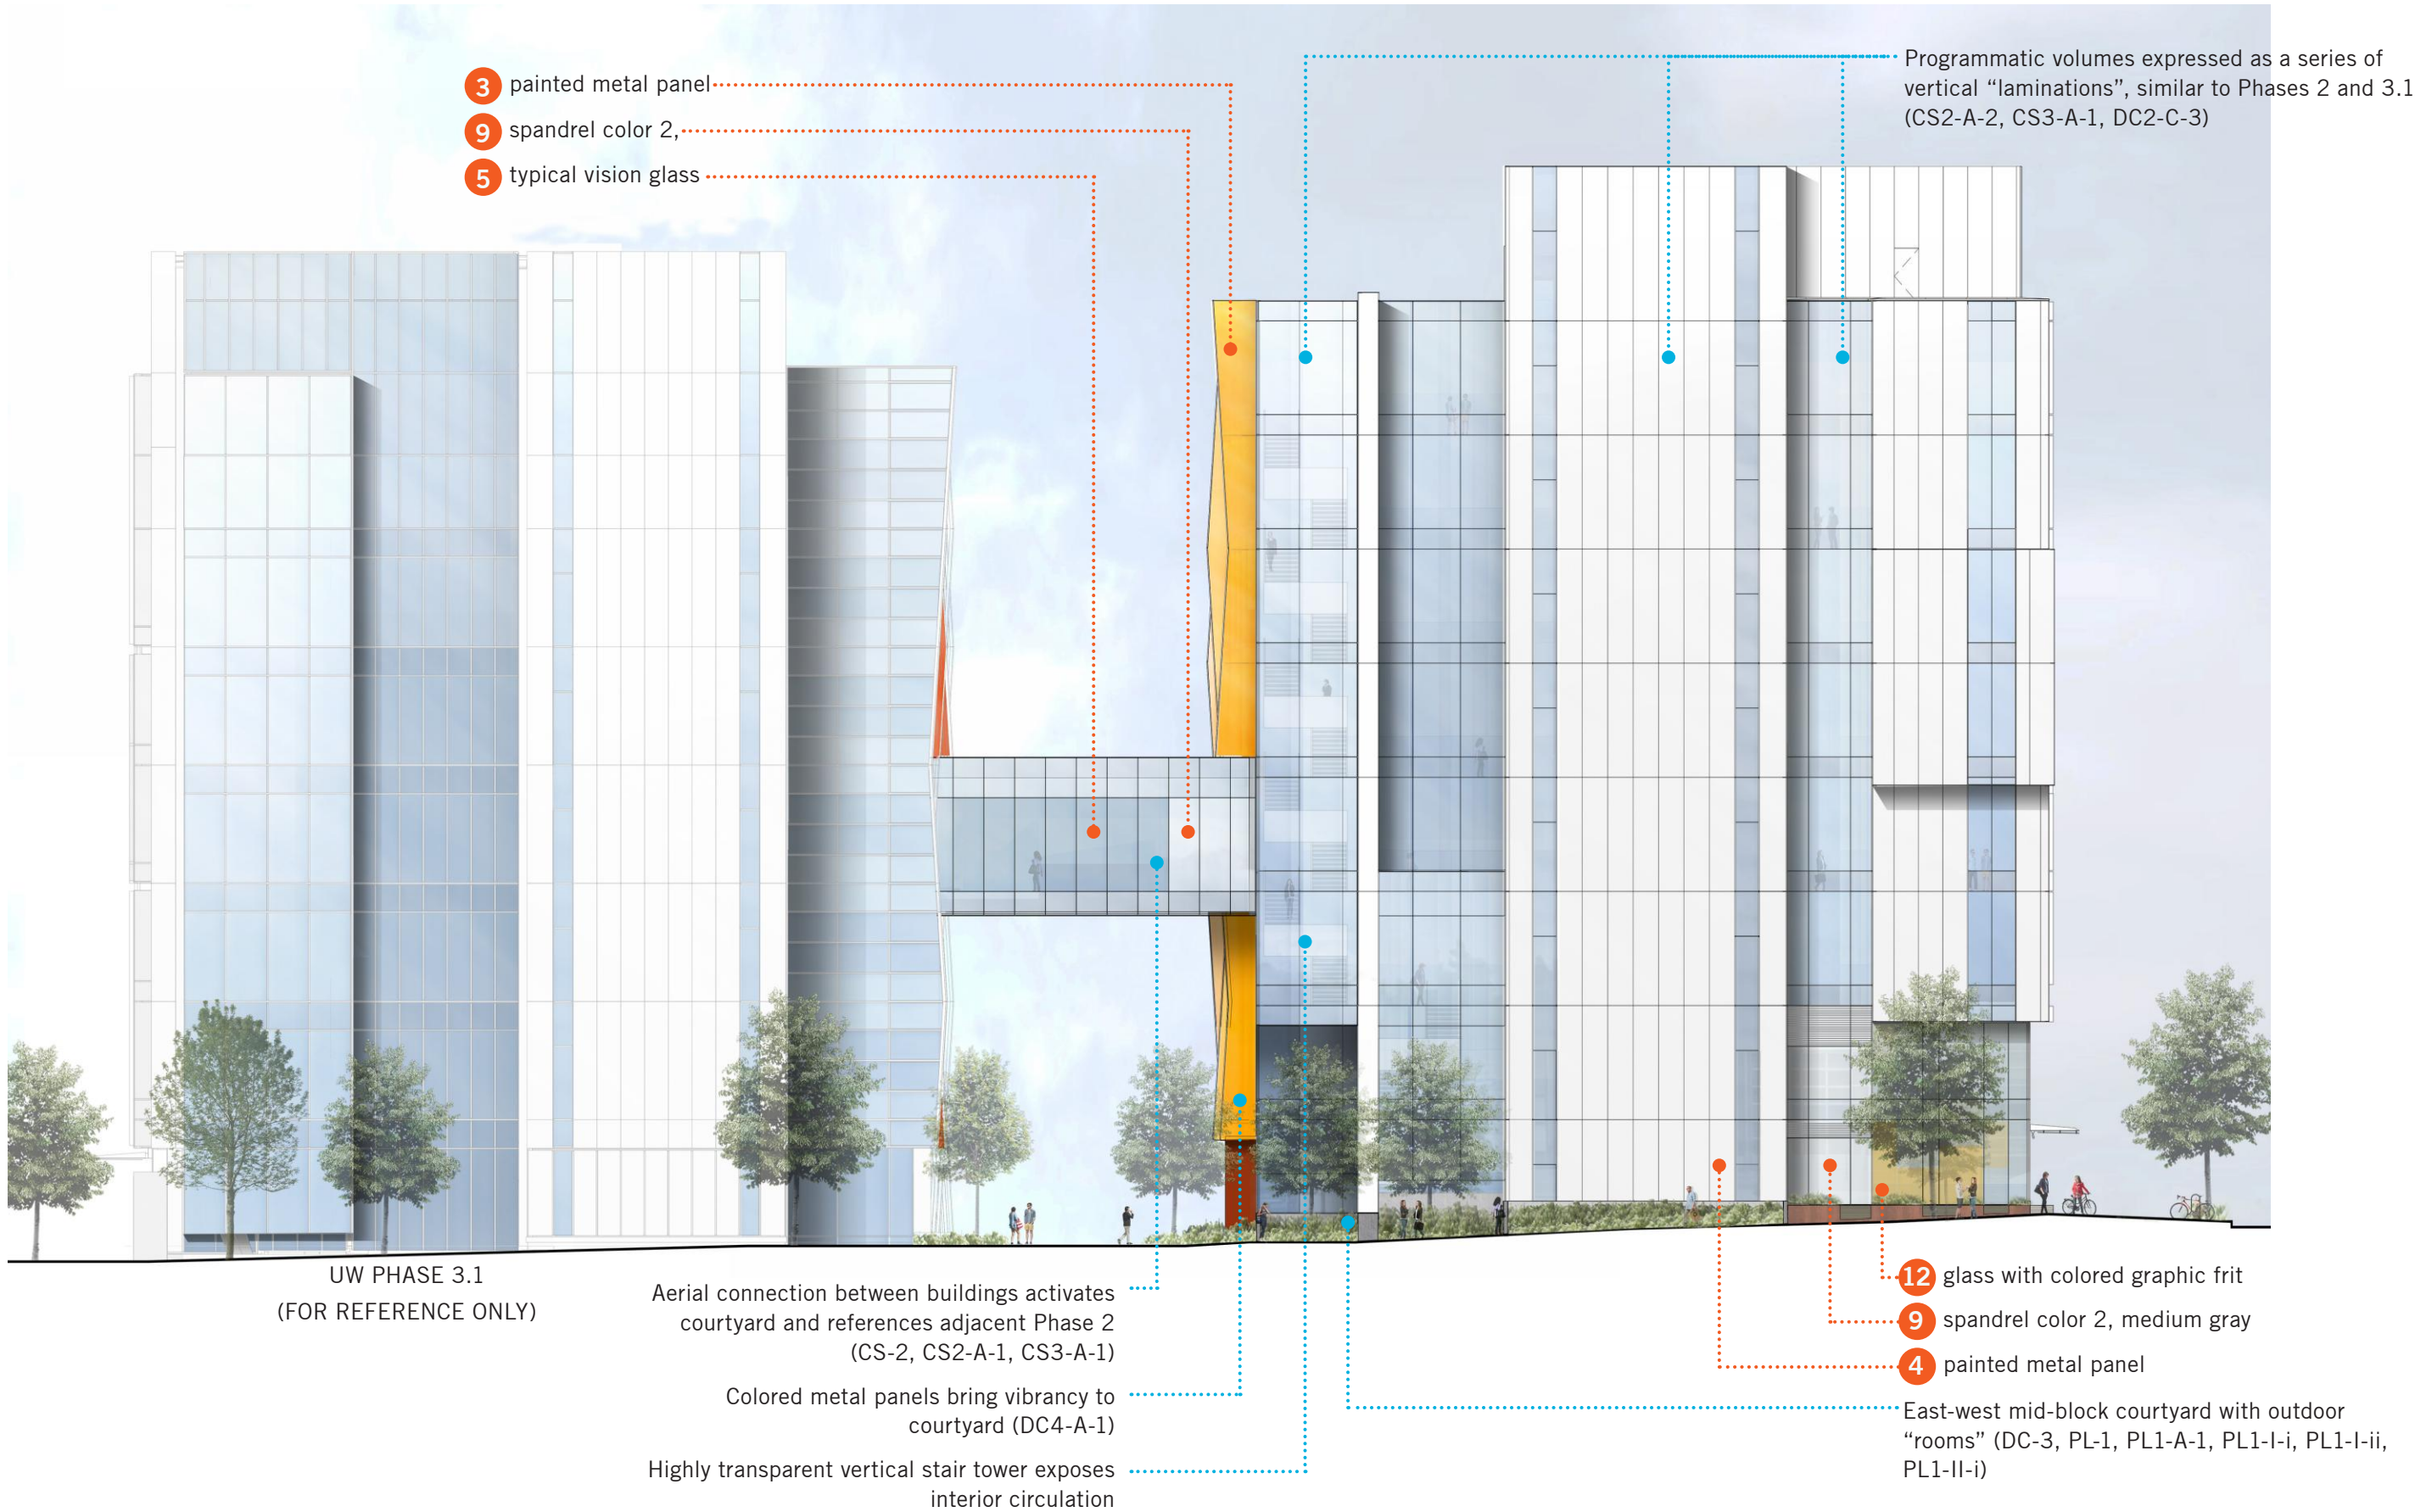 3 painted metal panel
9 spandrel color 2,
5 typical vision glass
Programmatic volumes expressed as a series of
vertical “laminations”, similar to Phases 2 and 3.1
(CS2-A-2, CS3-A-1, DC2-C-3)
UW PHASE 3.1
(FOR REFERENCE ONLY)
Aerial connection between buildings activates
courtyard and references adjacent Phase 2
(CS-2, CS2-A-1, CS3-A-1)
Colored metal panels bring vibrancy to
courtyard (DC4-A-1)
Highly transparent vertical stair tower exposes
interior circulation
12 glass with colored graphic frit
9 spandrel color 2, medium gray
4 painted metal panel
East-west mid-block courtyard with outdoor
“rooms” (DC-3, PL-1, PL1-A-1, PL1-I-i, PL1-I-ii,
PL1-II-i)